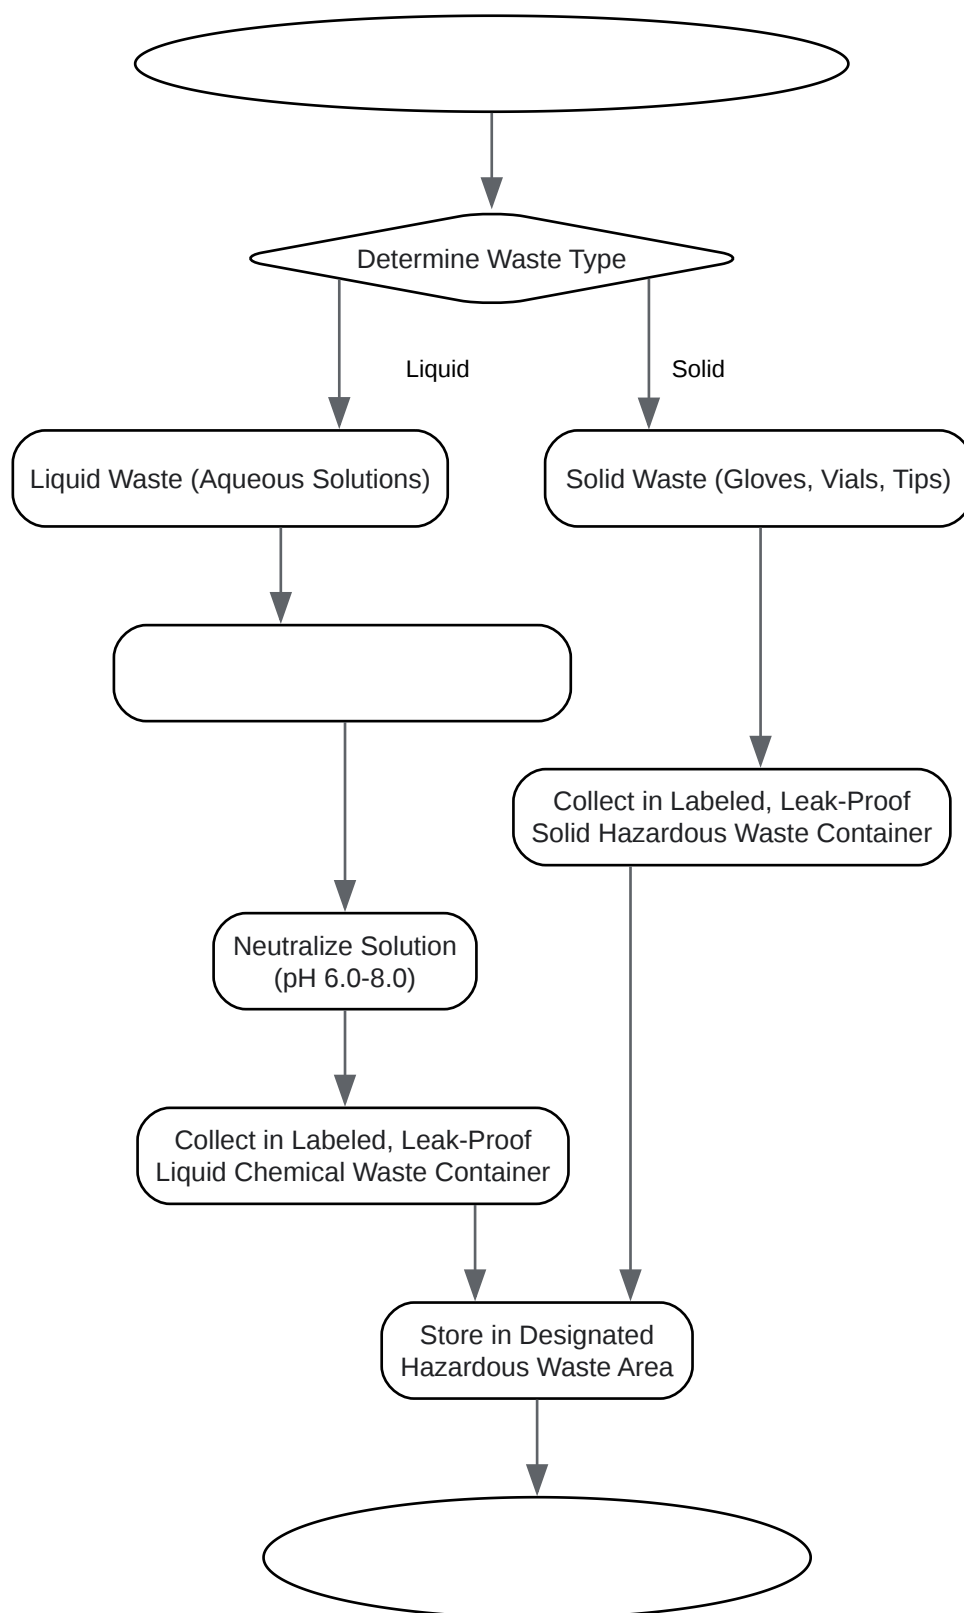 Determine Waste Type
Liquid
Solid
Liquid Waste (Aqueous Solutions)
Solid Waste (Gloves, Vials, Tips)
Collect in Labeled, Leak-Proof
Solid Hazardous Waste Container
Neutralize Solution
(pH 6.0-8.0)
Collect in Labeled, Leak-Proof
Liquid Chemical Waste Container
Store in Designated
Hazardous Waste Area